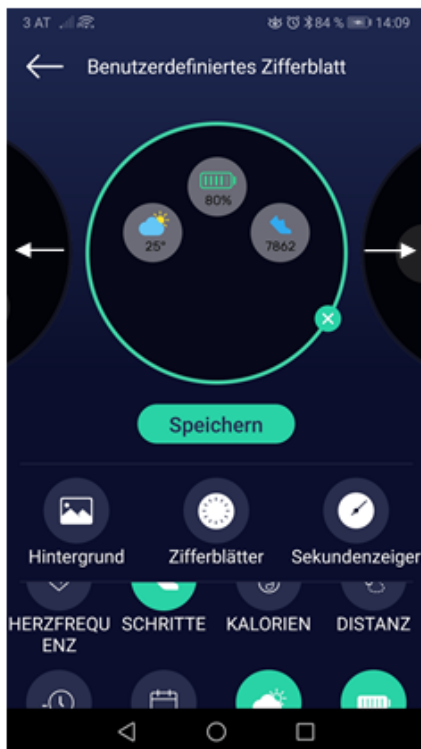 3 AT 84 % 14:09
Benutzerdefiniertes Zifferblatt
80%
25° 7862
Speichern
Hintergrund Zifferblätter Sekundenzeiger
HERZFREQU SCHRITTE KALORIEN DISTANZ
ENZ